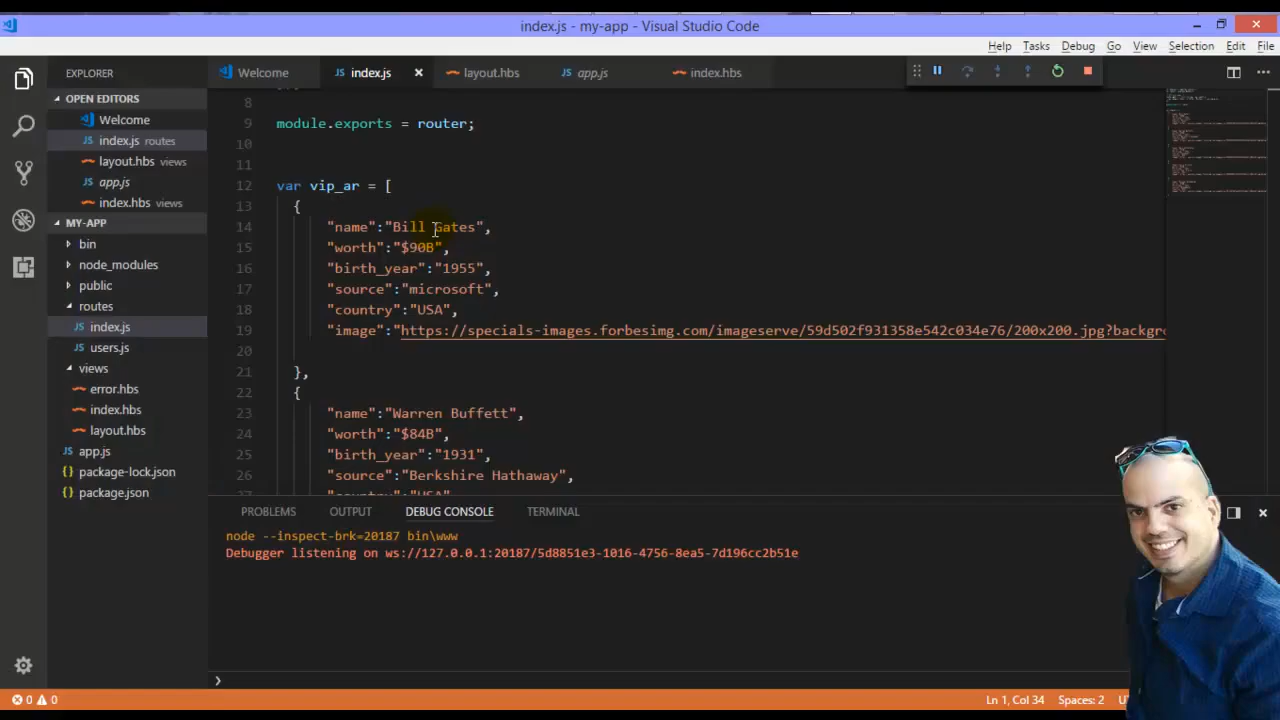 index.js - my-app - Visual Studio Code
Help Tasks Debug Go View Selection Edit File
EXPLORER
Welcome
index.js
layout.hbs
app.js
index.hbs
OPEN EDITORS
Welcome
index.js routes
layout.hbs views
app.js
index.hbs views
MY-APP
bin
node_modules
public
routes
index.js
users.js
views
error.hbs
index.hbs
layout.hbs
app.js
package-lock.json
package.json
8
9 module.exports = router;
10
11
12 var vip_ar = [
13 {
14 "name":"Bill Gates",
15 "worth":"$90B",
16 "birth_year":"1955",
17 "source":"microsoft",
18 "country":"USA",
19 "image":"https://specials-images.forbesimg.com/imageserve/59d502f931358e542c034e76/200x200.jpg?backgro
20
21 },
22 {
23 "name":"Warren Buffett",
24 "worth":"$84B",
25 "birth_year":"1931",
26 "source":"Berkshire Hathaway",
27 "country":"USA"
PROBLEMS OUTPUT DEBUG CONSOLE TERMINAL
node --inspect-brk=20187 bin\www
Debugger listening on ws://127.0.0.1:20187/5d8851e3-1016-4756-8ea5-7d196cc2b51e
0 0
Ln 1, Col 34 Spaces: 2